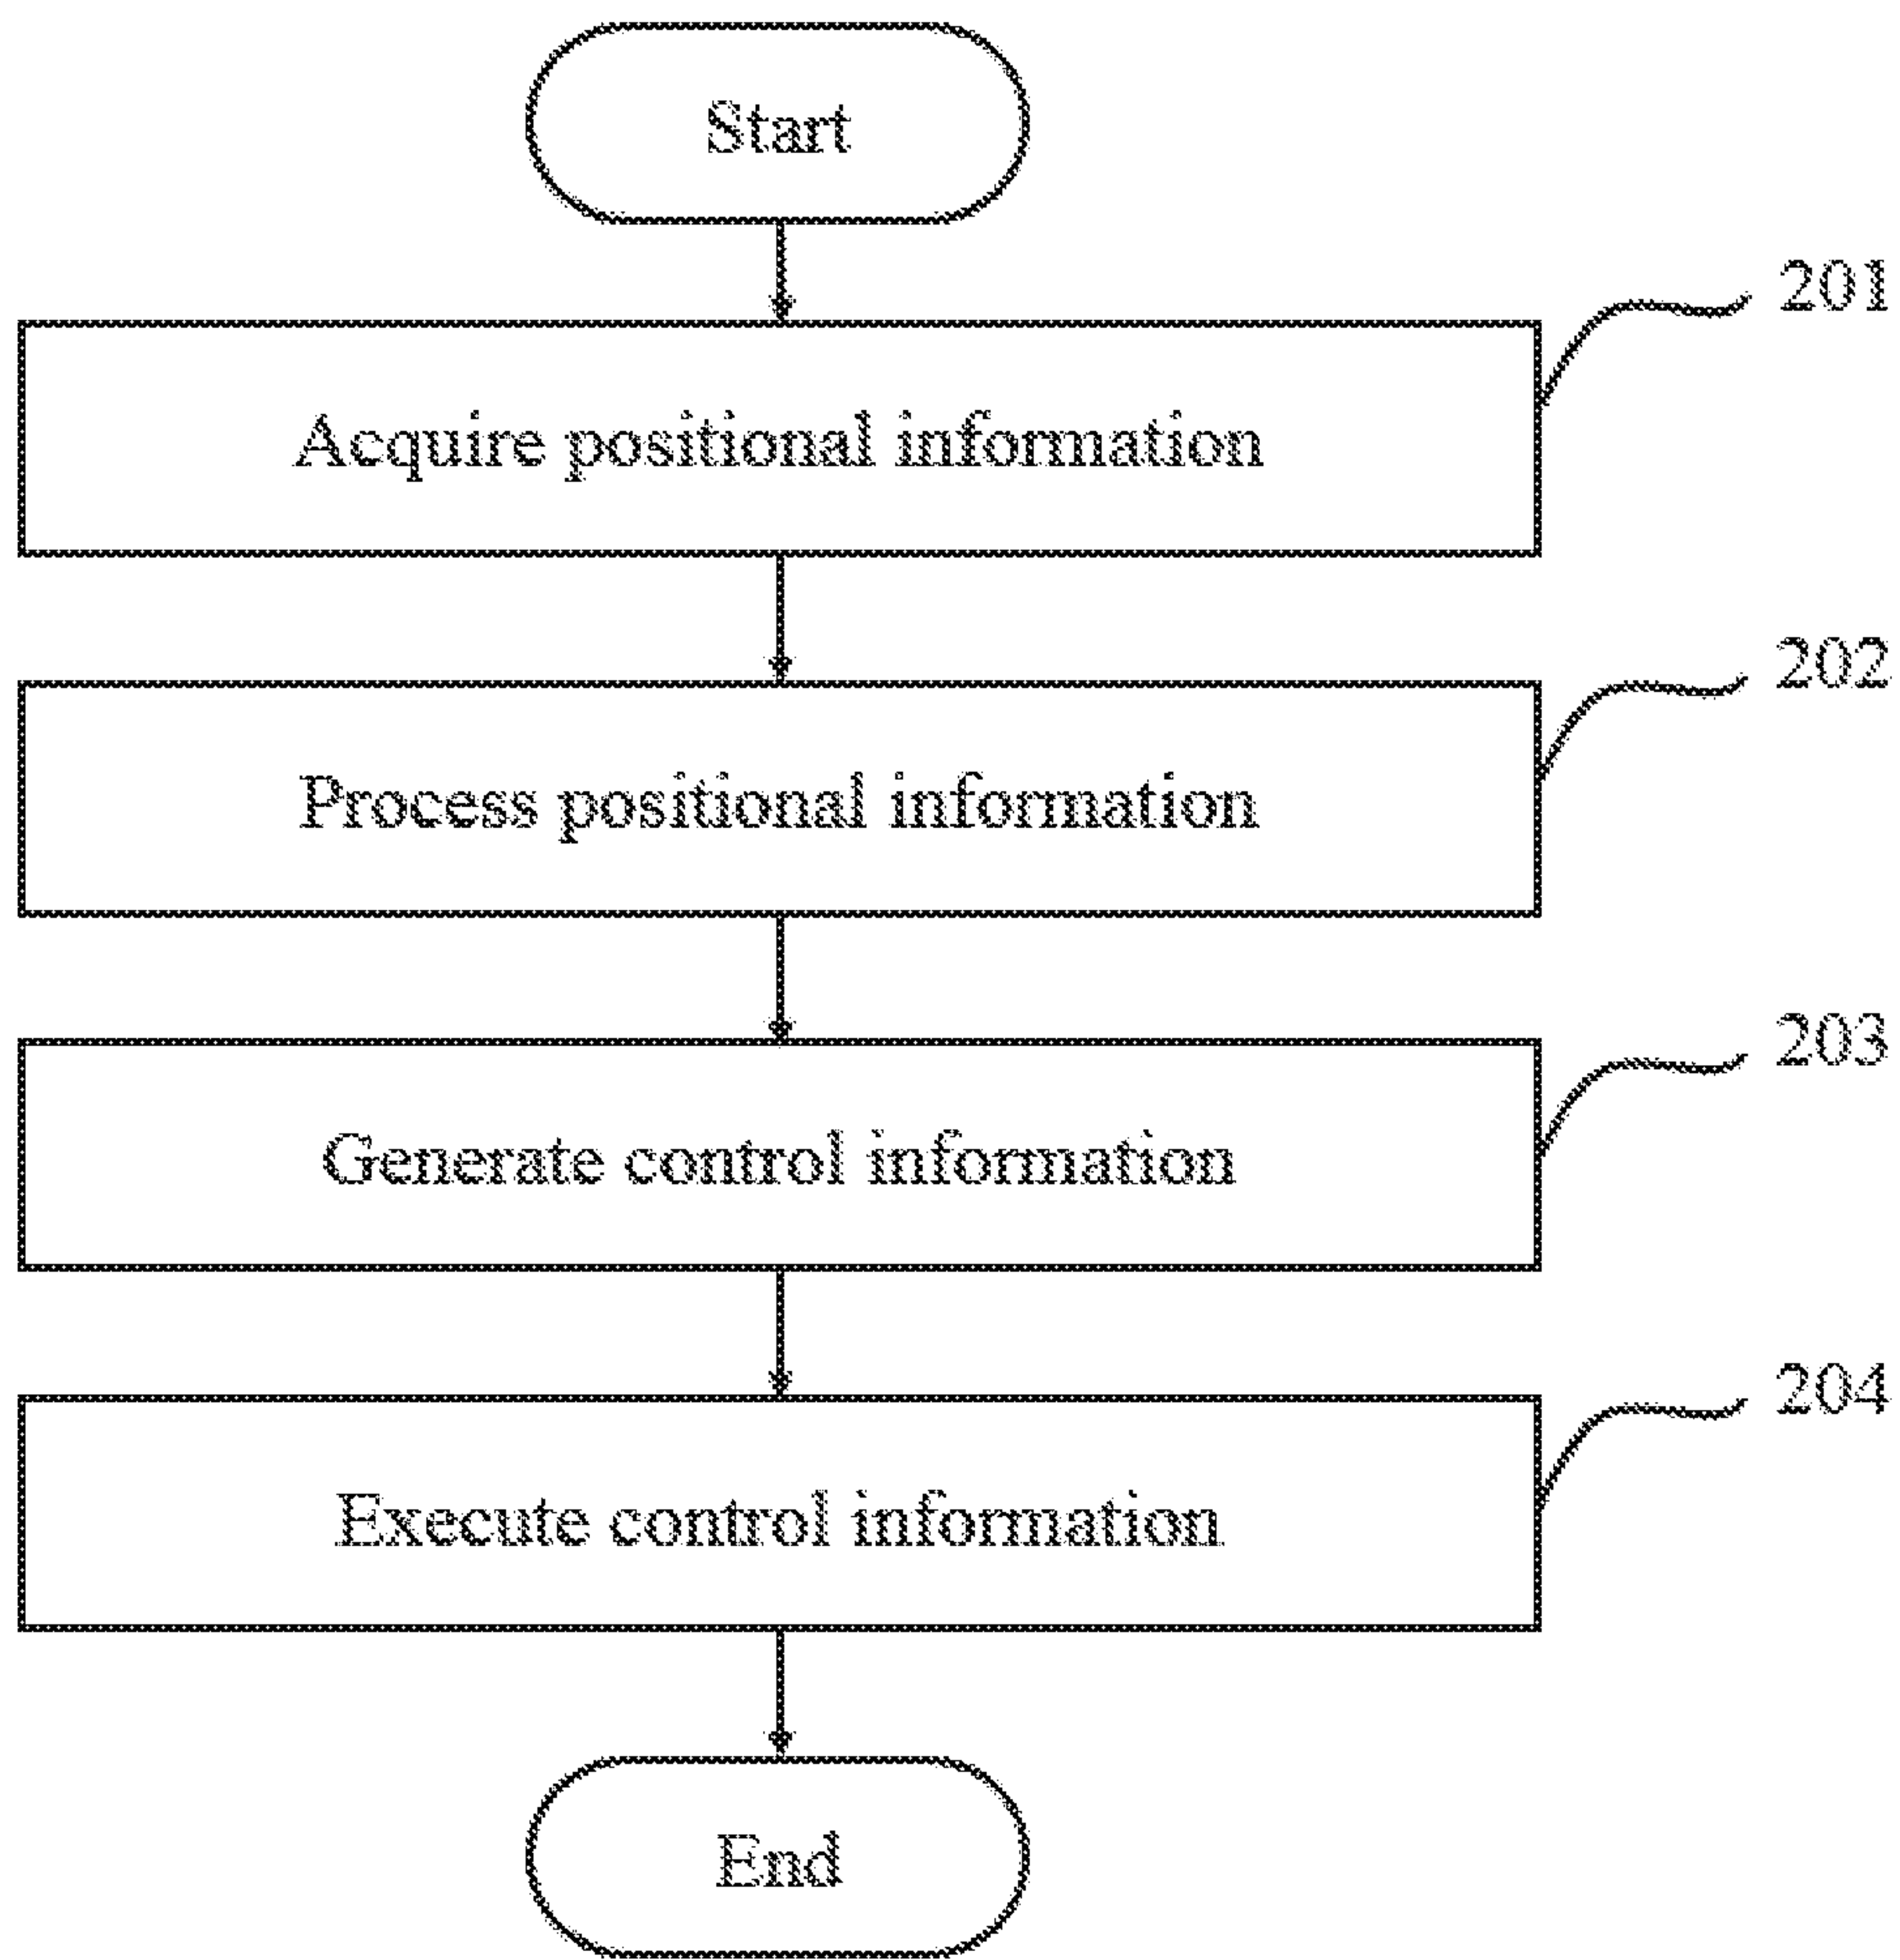 Start
201
Acquire positional information
202
Process positional information
203
Generate control information
204
Execute control information
End